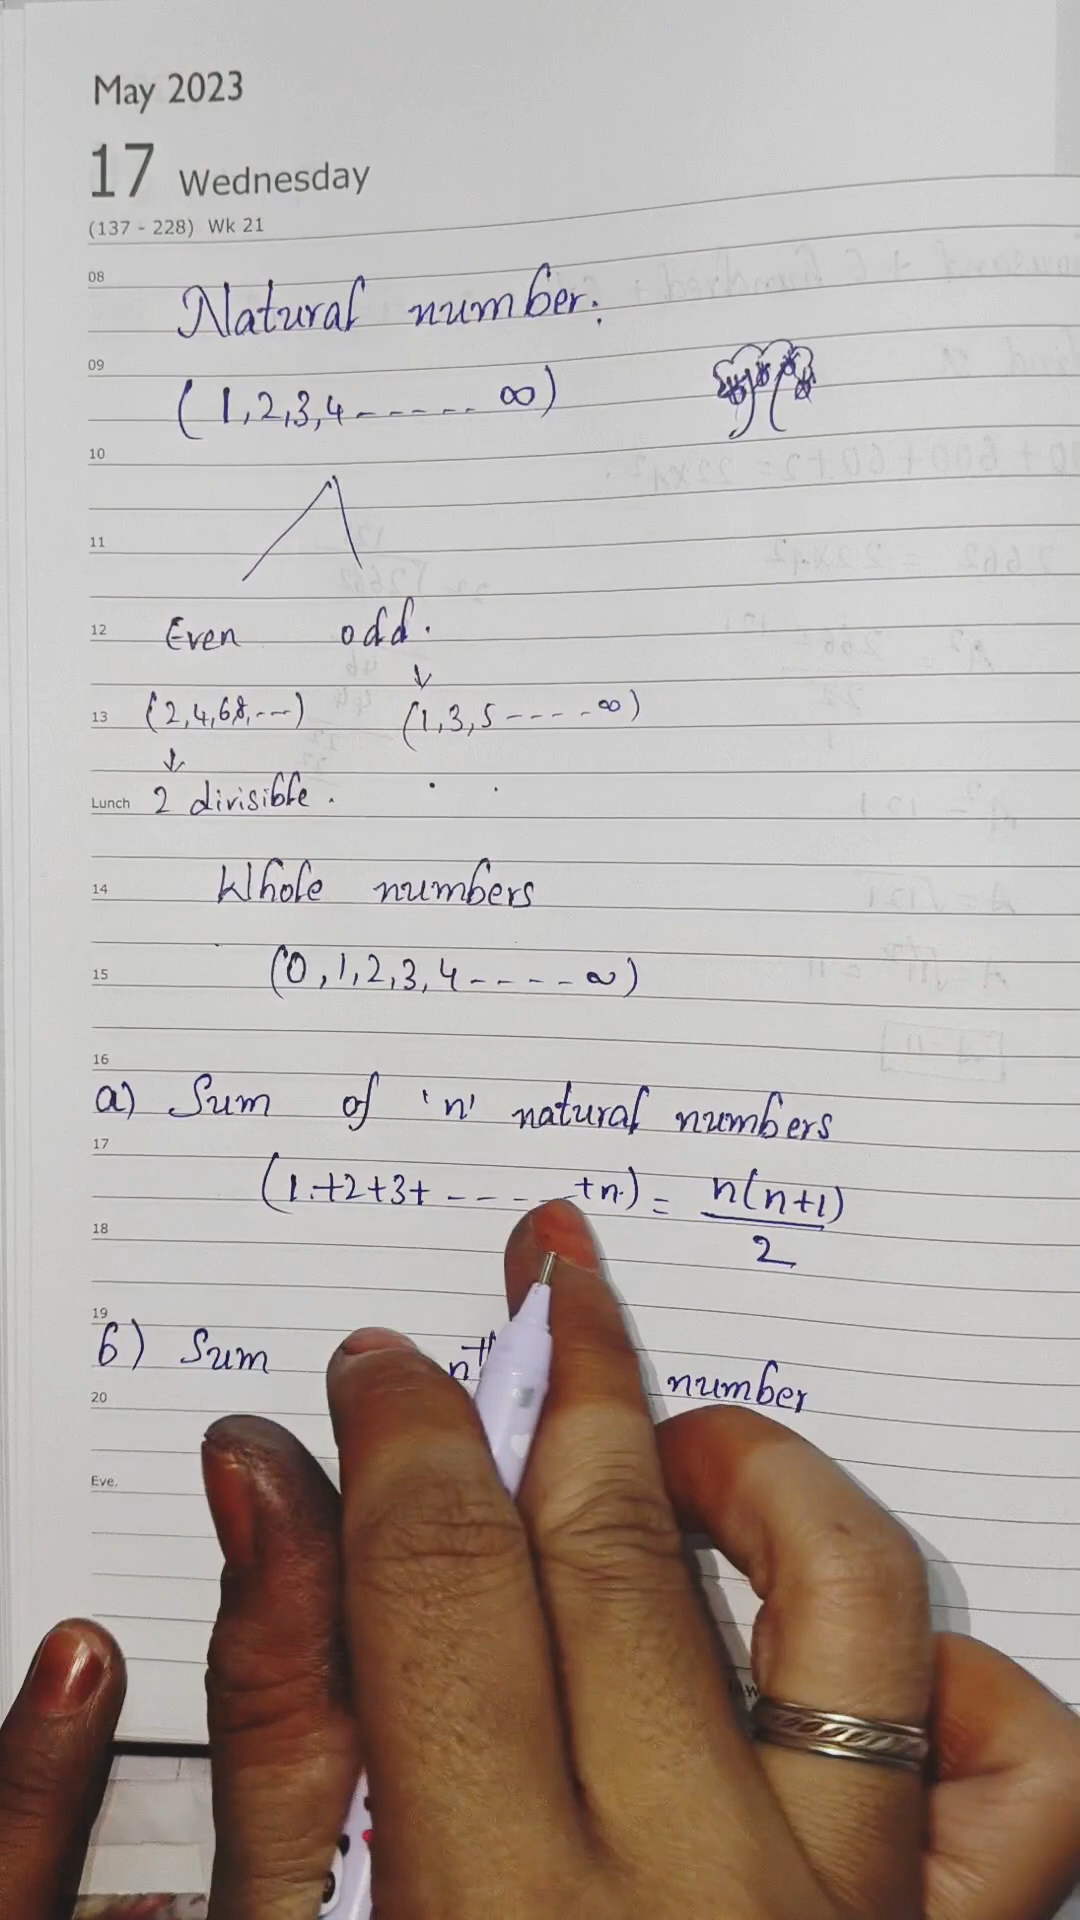 May 2023
17 Wednesday
(137 - 228) Wk 21
08
Natural number.
09
(1,2,3,4------ ∞)
10
11
12
Even odd.
↓
13
(2,4,6,8,---) (1,3,5-----∞)
↓
Lunch 2 divisible.
14
Whole numbers
15
(0,1,2,3,4-----∞)
16
a) Sum of 'n' natural numbers
17
(1+2+3+-----+n) = n(n+1)/2
18
19
b) Sum nth number
20
Eve.